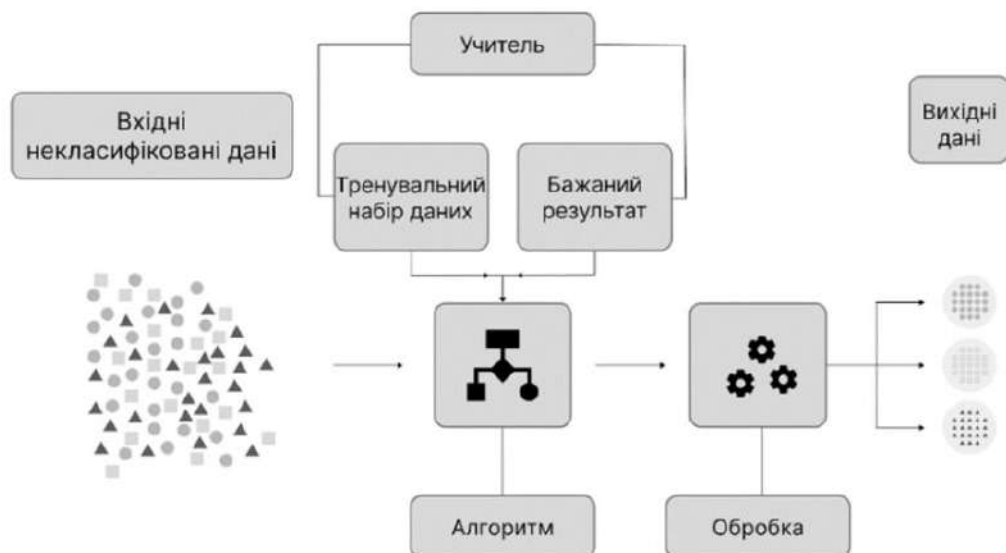 Учитель
Вхідні
некласифіковані дані
Вихідні
дані
Тренувальний
набір даних
Бажаний
результат
Алгоритм
Обробка